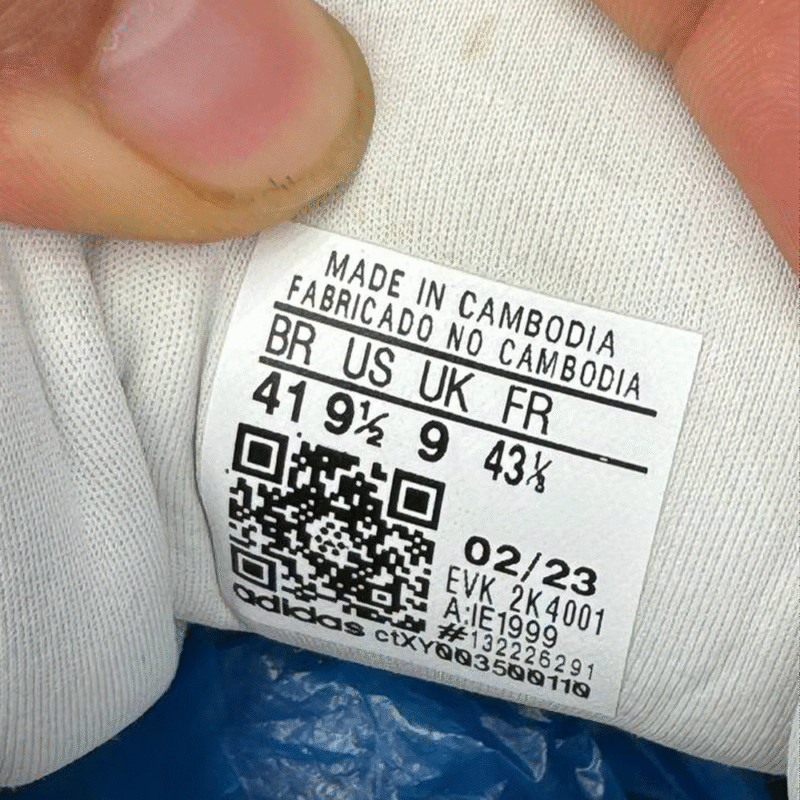 MADE IN CAMBODIA
FABRICADO NO CAMBODIA
BR US UK FR
41 9½ 9 43⅓
02/23
EVK 2K4001
A:IE1999
#132226291
adidas ctXY003500110